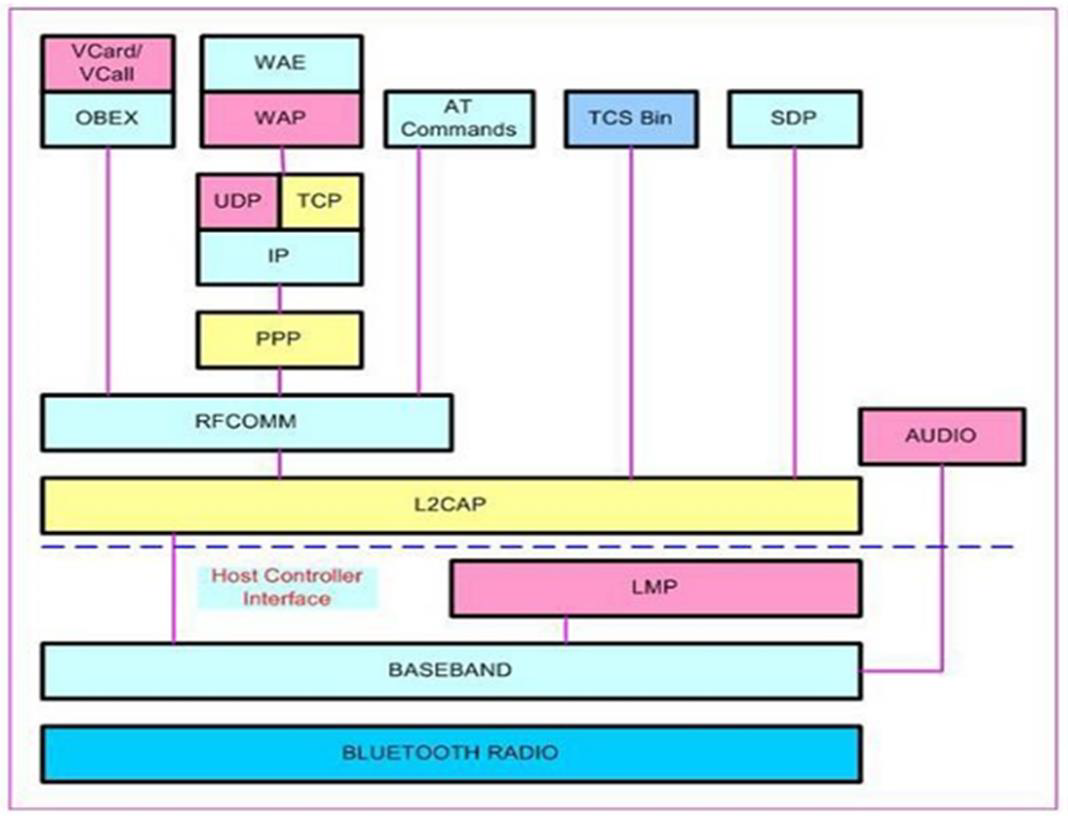 VCard/
VCall
WAE
OBEX
WAP
AT
Commands
TCS Bin
SDP
UDP
TCP
IP
PPP
RFCOMM
AUDIO
L2CAP
Host Controller
Interface
LMP
BASEBAND
BLUETOOTH RADIO